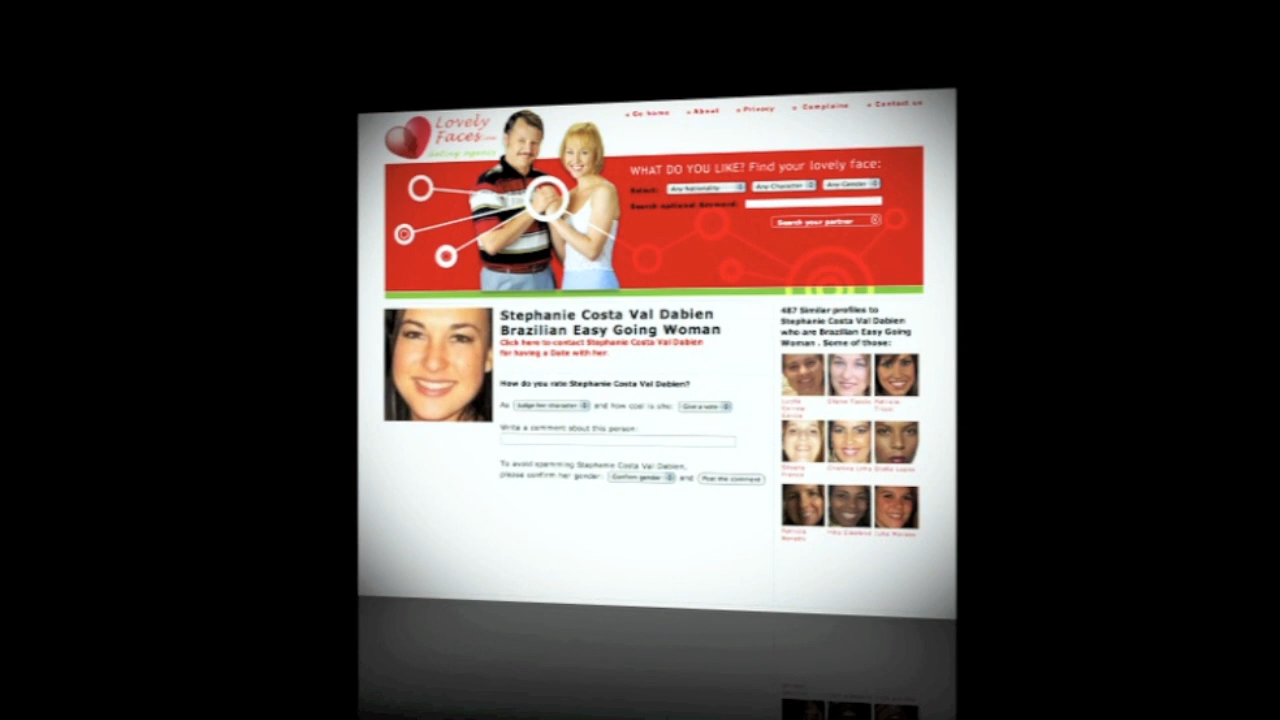 Lovely
Faces.com
dating agency
Go home
About
Privacy
Complains
Contact us
WHAT DO YOU LIKE? Find your lovely face:
Select: Any Nationality Any Character Any Gender
Search optional keyword:
Search your partner
Stephanie Costa Val Dabien
Brazilian Easy Going Woman
Click here to contact Stephanie Costa Val Dabien
for having a Date with her.
How do you rate Stephanie Costa Val Dabien?
As Judge her character and how cool is she: Give a vote
Write a comment about this person:
To avoid spamming Stephanie Costa Val Dabien,
please confirm her gender: Confirm gender and Post the comment
487 Similar profiles to
Stephanie Costa Val Dabien
who are Brazilian Easy Going
Woman . Some of those:
Patricia
Cristina Lima
Patricia